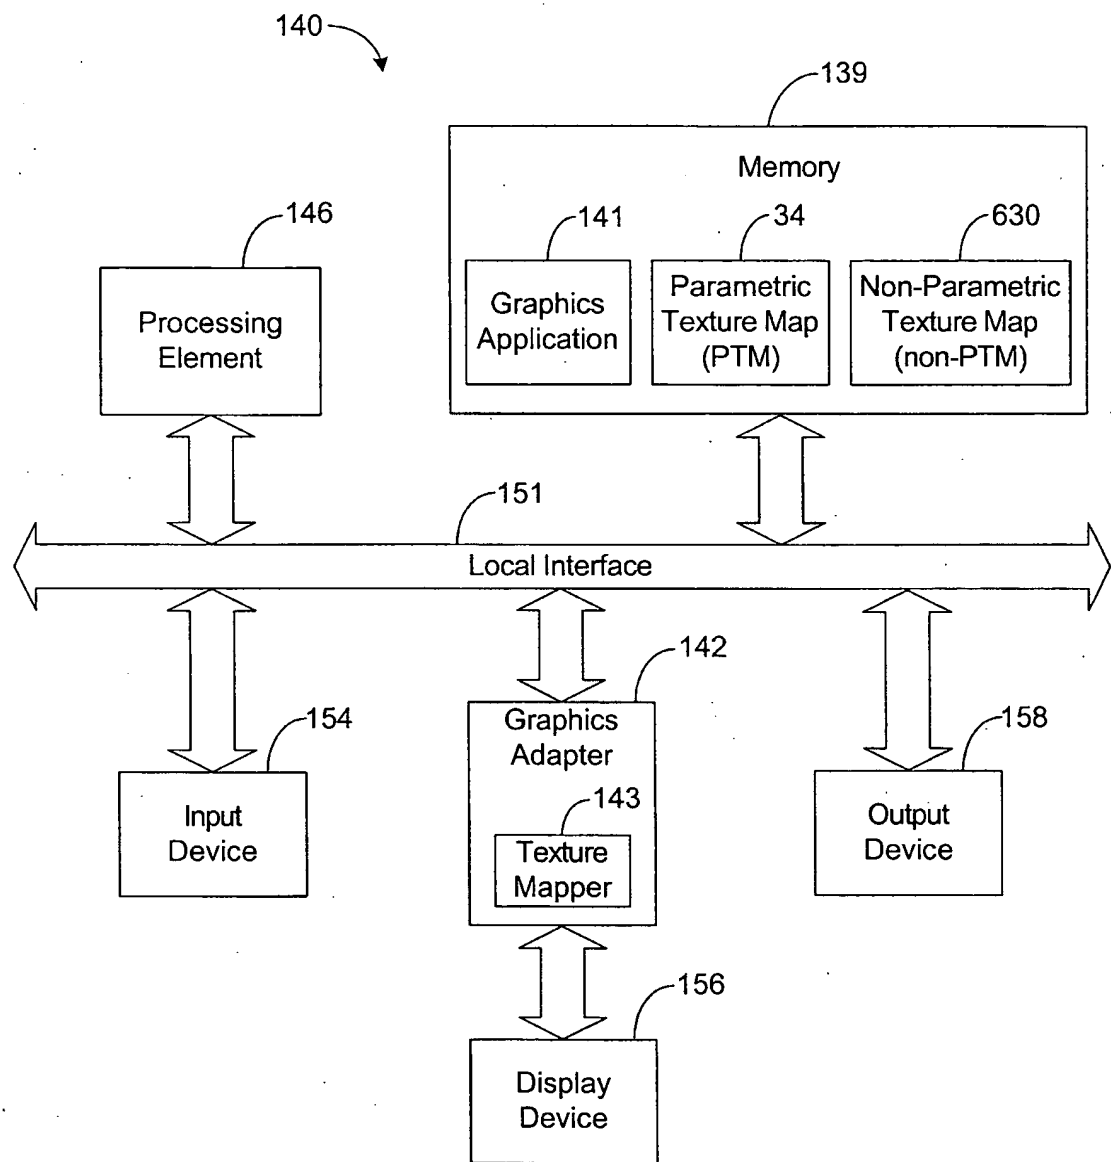 140
139
Memory
146
141
34
630
Processing
Element
Graphics
Application
Parametric
Texture Map
(PTM)
Non-Parametric
Texture Map
(non-PTM)
151
Local Interface
154
142
158
Input
Device
Graphics
Adapter
143
Texture
Mapper
Output
Device
156
Display
Device